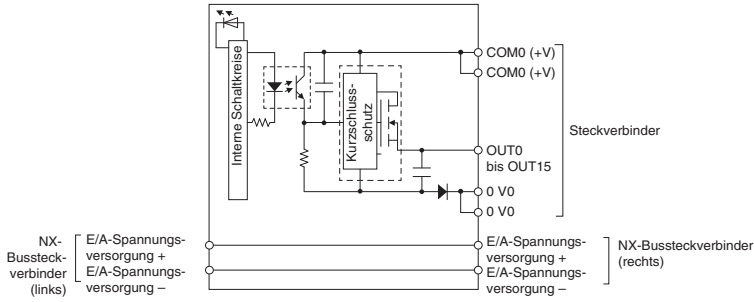 Interne Schaltkreise
Kurzschluss-
schutz
COM0 (+V)
COM0 (+V)
OUT0
bis OUT15
0 V0
0 V0
Steckverbinder
NX-
Bussteck-
verbinder
(links)
E/A-Spannungs-
versorgung +
E/A-Spannungs-
versorgung –
E/A-Spannungs-
versorgung +
E/A-Spannungs-
versorgung –
NX-Bussteckverbinder
(rechts)